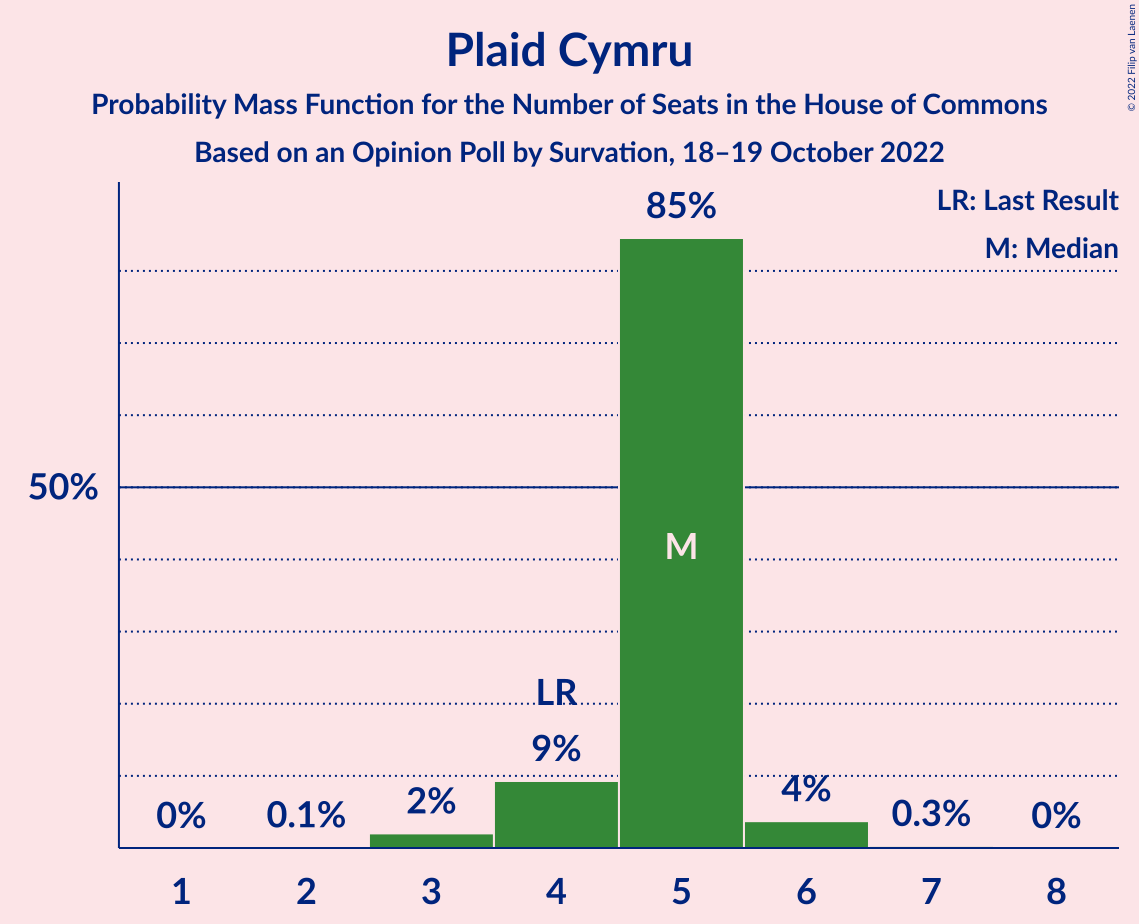 Plaid Cymru
Probability Mass Function for the Number of Seats in the House of Commons
Based on an Opinion Poll by Survation, 18–19 October 2022
© 2022 Filip van Laenen
LR: Last Result
M: Median
85%
50%
M
LR
9%
0%
0.1%
2%
4%
0.3%
0%
1 2 3 4 5 6 7 8